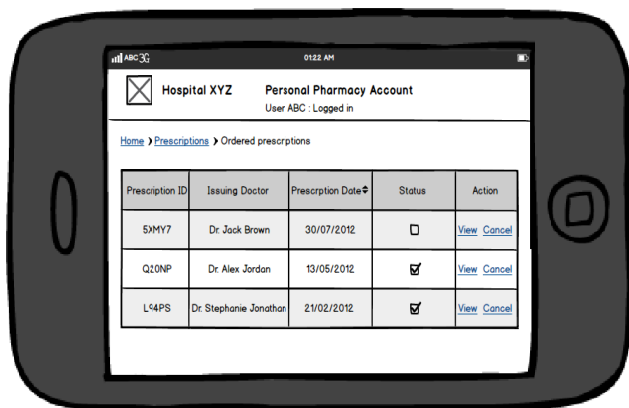 ABC 3G 01:22 AM
Hospital XYZ Personal Pharmacy Account
User ABC : Logged in
Home > Prescriptions > Ordered prescrptions
Prescription ID Issuing Doctor Prescrption Date Status Action
Dr. Jack Brown 30/07/2012 View Cancel
Dr. Alex Jordan 13/05/2012 View Cancel
Dr. Stephanie Jonathan 21/02/2012 View Cancel